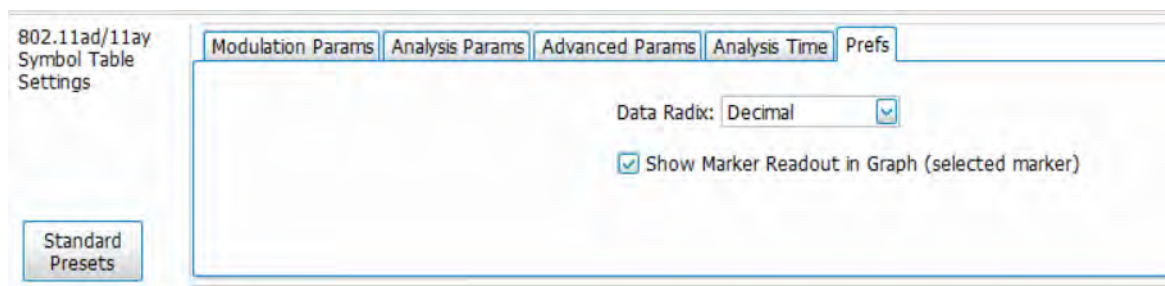 802.11ad/11ay
Symbol Table
Settings
Modulation Params Analysis Params Advanced Params Analysis Time Prefs
Data Radix: Decimal
Show Marker Readout in Graph (selected marker)
Standard
Presets